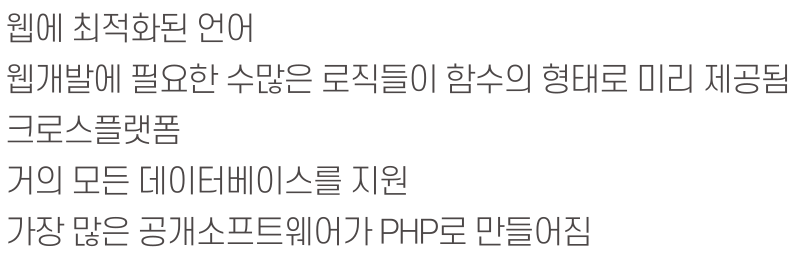 웹에 최적화된 언어
웹개발에 필요한 수많은 로직들이 함수의 형태로 미리 제공됨
크로스플랫폼
거의 모든 데이터베이스를 지원
가장 많은 공개소프트웨어가 PHP로 만들어짐